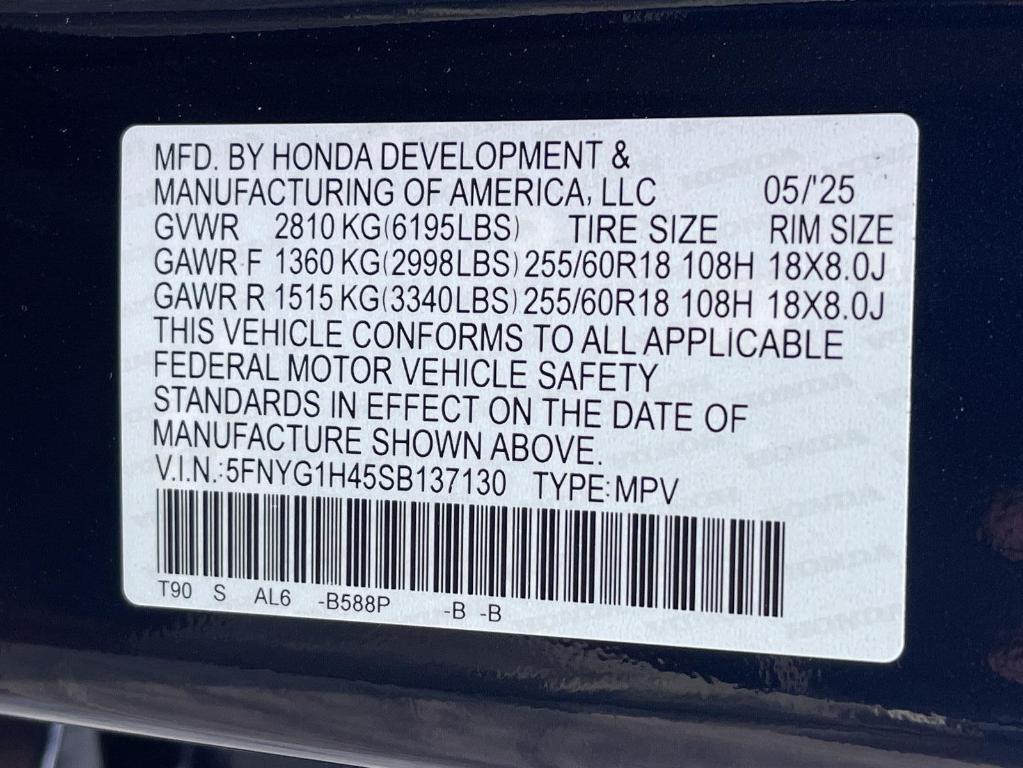 MFD. BY HONDA DEVELOPMENT &
MANUFACTURING OF AMERICA, LLC 05/'25
GVWR 2810 KG(6195LBS) TIRE SIZE RIM SIZE
GAWR F 1360 KG(2998LBS) 255/60R18 108H 18X8.0J
GAWR R 1515 KG(3340LBS) 255/60R18 108H 18X8.0J
THIS VEHICLE CONFORMS TO ALL APPLICABLE
FEDERAL MOTOR VEHICLE SAFETY
STANDARDS IN EFFECT ON THE DATE OF
MANUFACTURE SHOWN ABOVE.
V.I.N.:5FNYG1H45SB137130 TYPE:MPV
T90 S AL6 -B588P -B -B